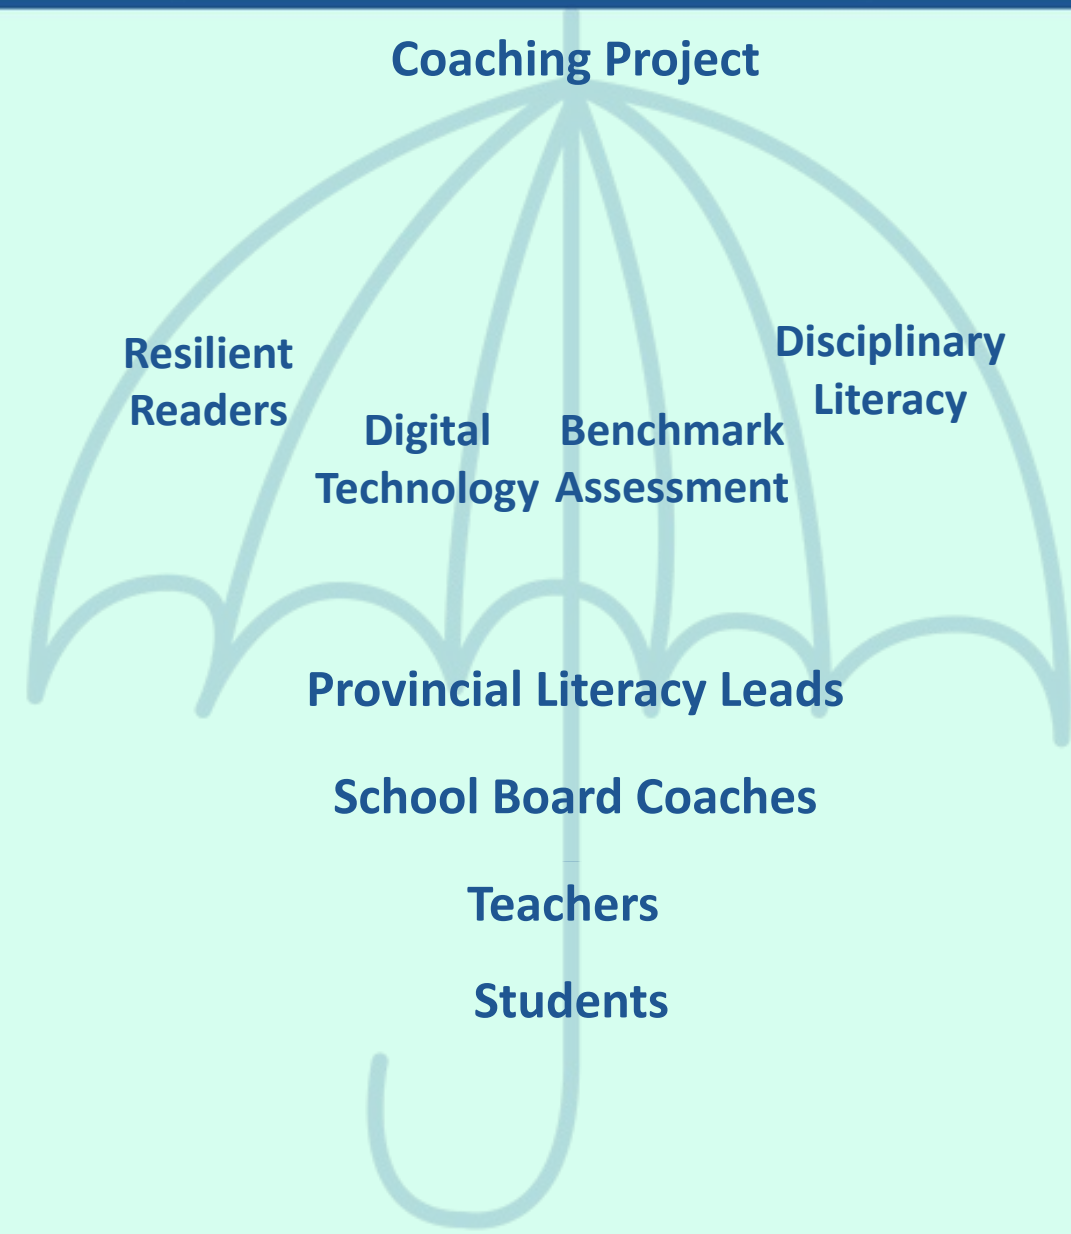 Coaching Project
Resilient
Readers
Digital
Technology
Benchmark
Assessment
Disciplinary
Literacy
Provincial Literacy Leads
School Board Coaches
Teachers
Students